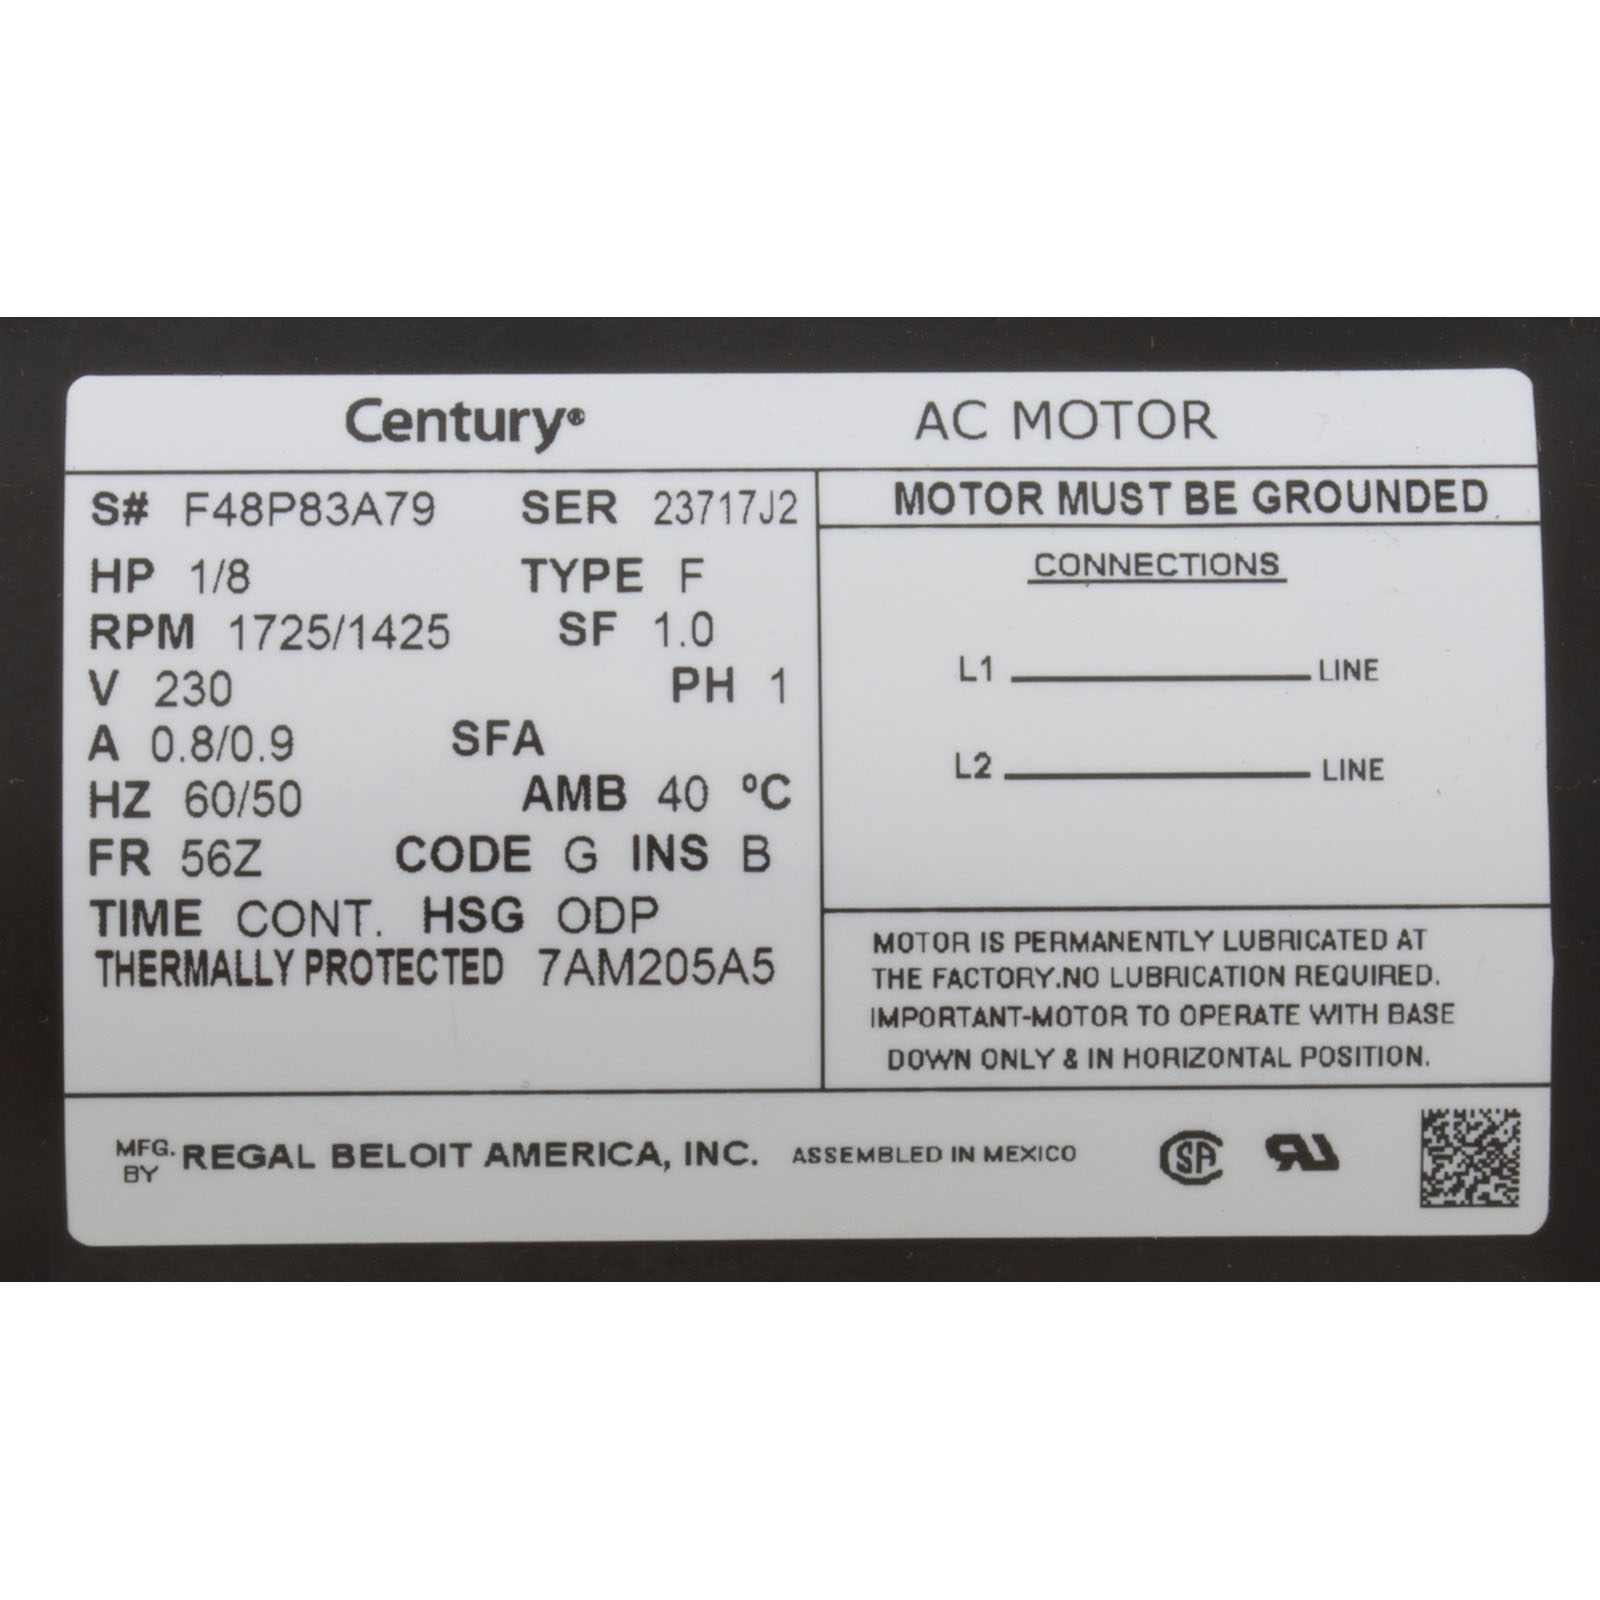 Century®
AC MOTOR
S# F48P83A79 SER 23717J2
HP 1/8 TYPE F
RPM 1725/1425 SF 1.0
V 230 PH 1
A 0.8/0.9 SFA
HZ 60/50 AMB 40 ºC
FR 56Z CODE G INS B
TIME CONT. HSG ODP
THERMALLY PROTECTED 7AM205A5
MOTOR MUST BE GROUNDED
CONNECTIONS
L1 LINE
L2 LINE
MOTOR IS PERMANENTLY LUBRICATED AT
THE FACTORY.NO LUBRICATION REQUIRED.
IMPORTANT-MOTOR TO OPERATE WITH BASE
DOWN ONLY & IN HORIZONTAL POSITION.
MFG. BY REGAL BELOIT AMERICA, INC. ASSEMBLED IN MEXICO
SA
RU